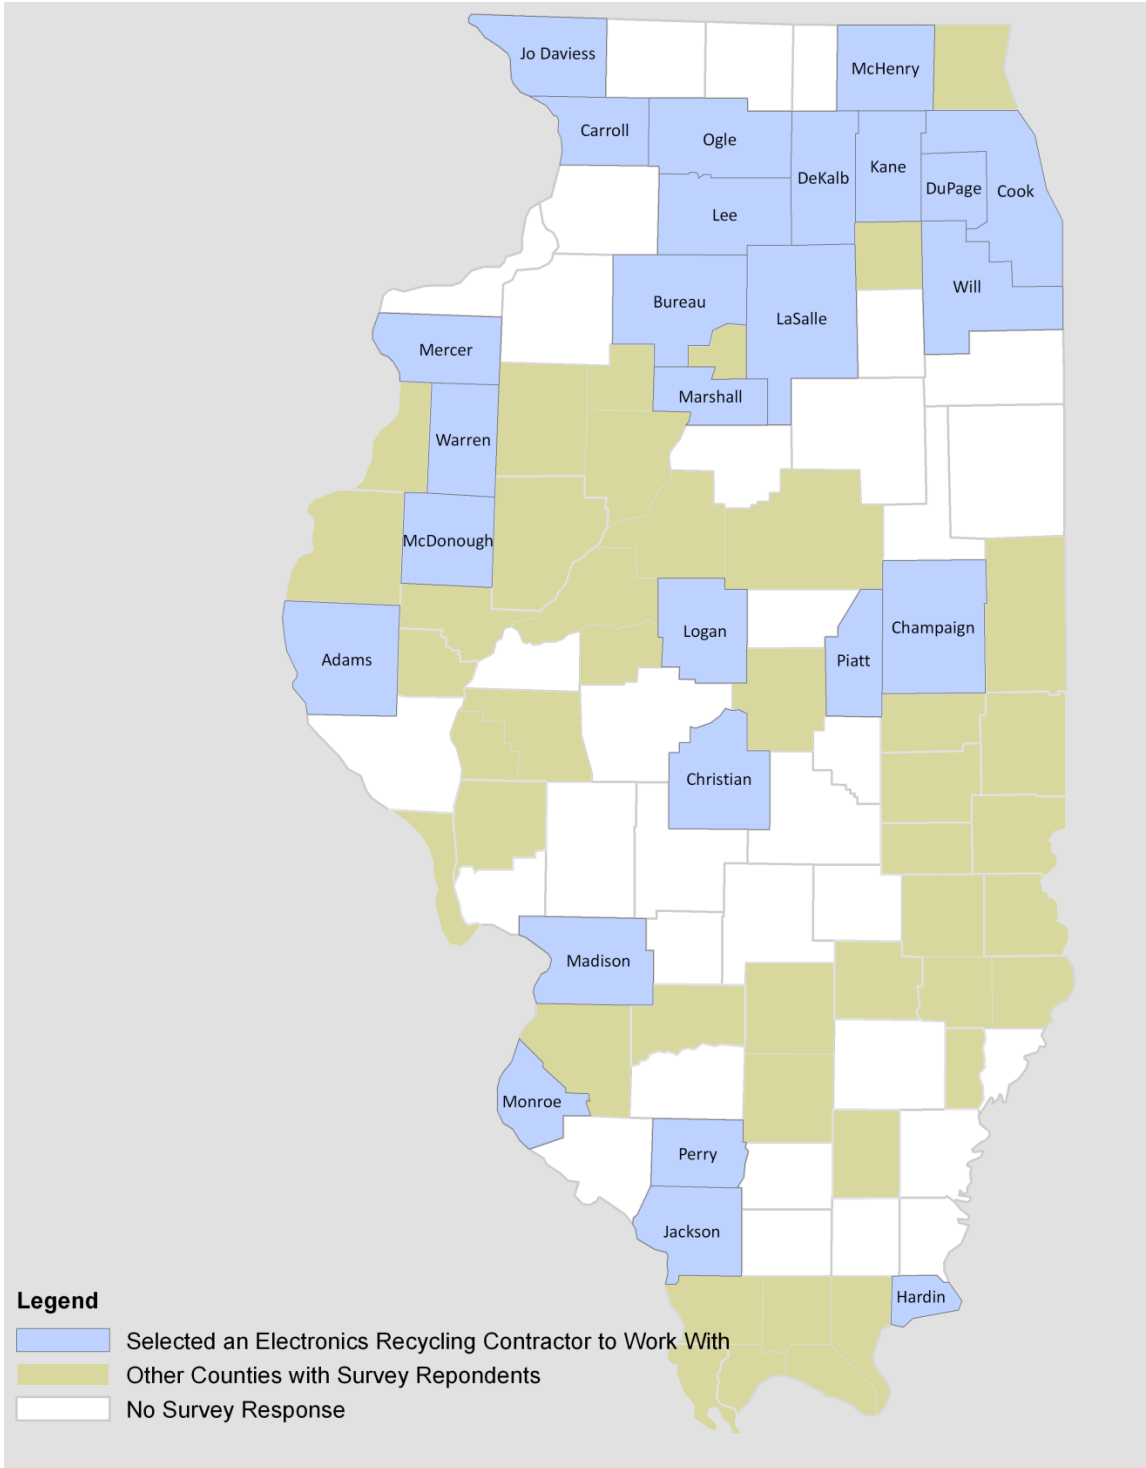 Jo Daviess
McHenry
Carroll
Ogle
Kane
DeKalb
DuPage
Cook
Lee
Will
Bureau
LaSalle
Mercer
Marshall
Warren
McDonough
Champaign
Logan
Adams
Piatt
Christian
Madison
Monroe
Perry
Jackson
Hardin
Legend
Selected an Electronics Recycling Contractor to Work With
Other Counties with Survey Repondents
No Survey Response